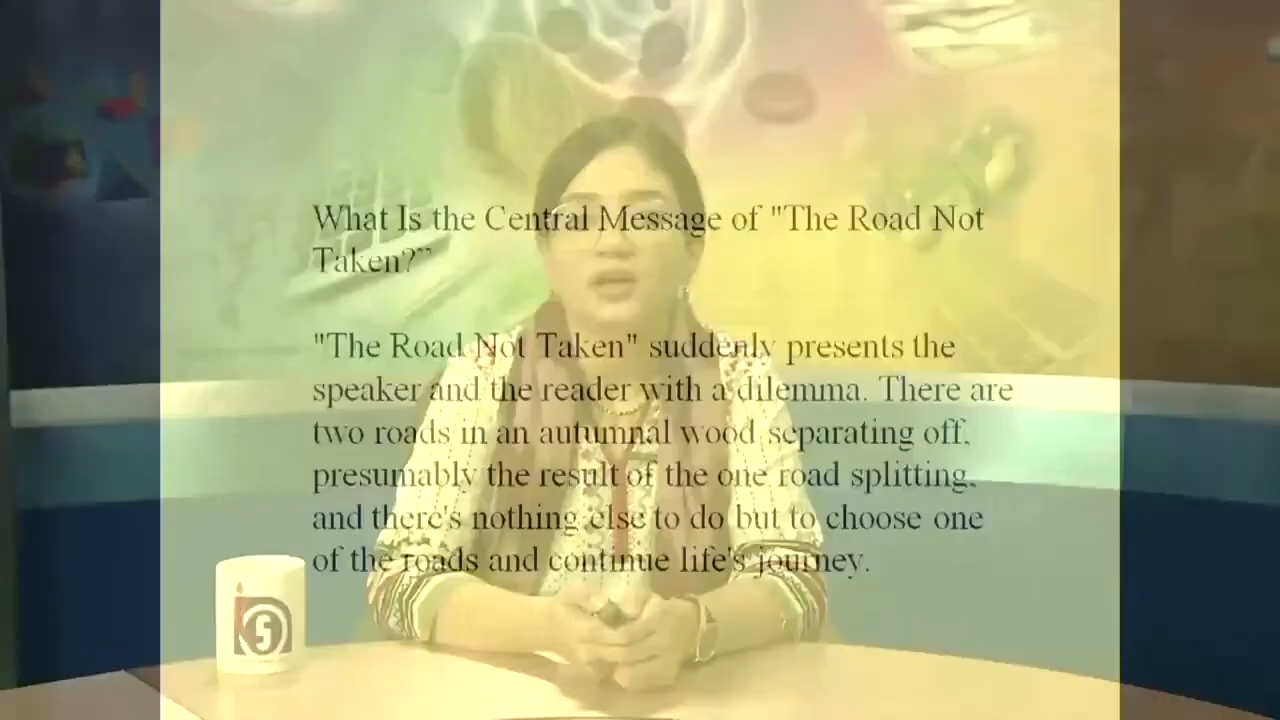 What Is the Central Message of "The Road Not
Taken?”
"The Road Not Taken" suddenly presents the
speaker and the reader with a dilemma. There are
two roads in an autumnal wood separating off,
presumably the result of the one road splitting,
and there's nothing else to do but to choose one
of the roads and continue life's journey.
5